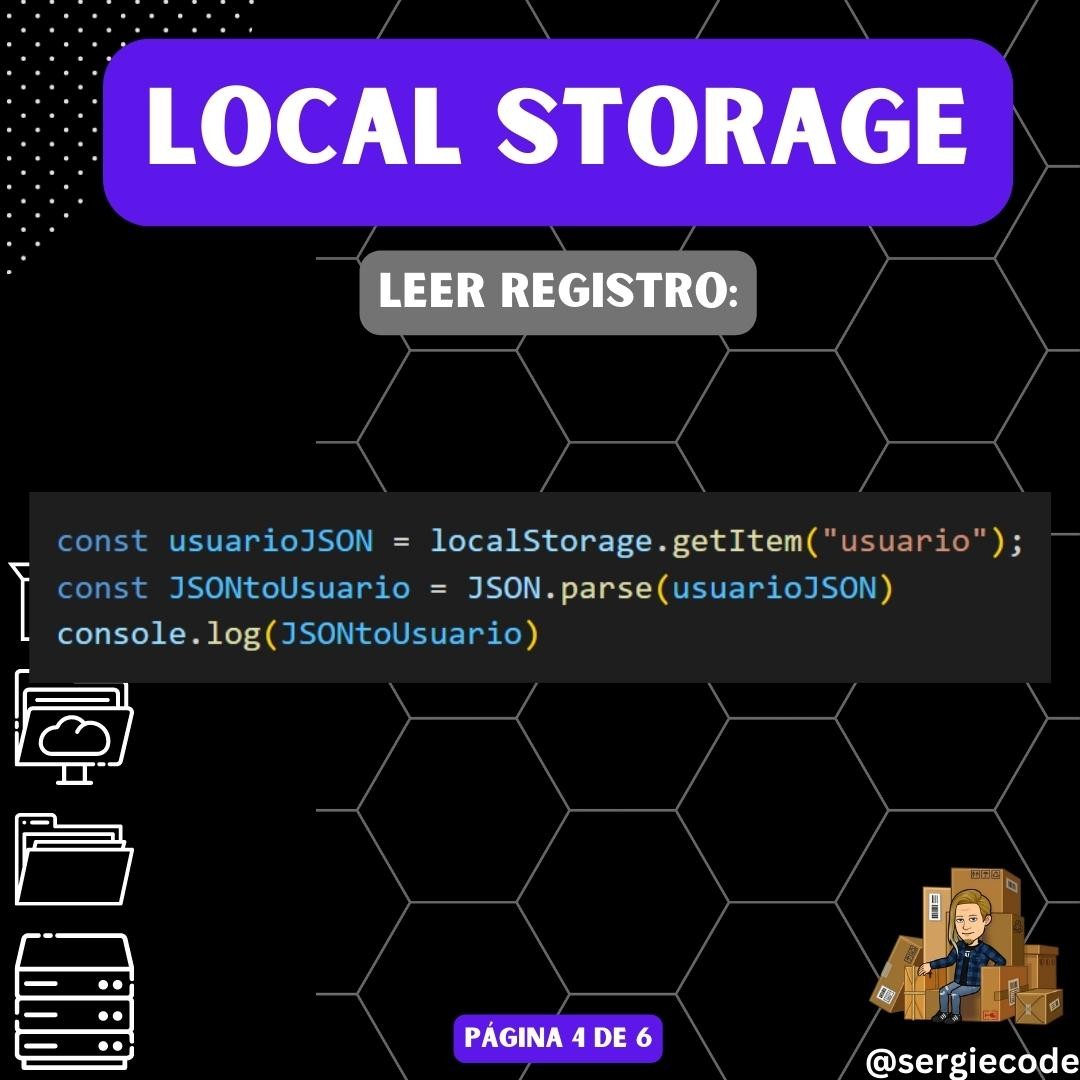 LOCAL STORAGE
LEER REGISTRO:
const usuarioJSON = localStorage.getItem("usuario");
const JSONtoUsuario = JSON.parse(usuarioJSON)
console.log(JSONtoUsuario)
PÁGINA 4 DE 6
@sergiecode